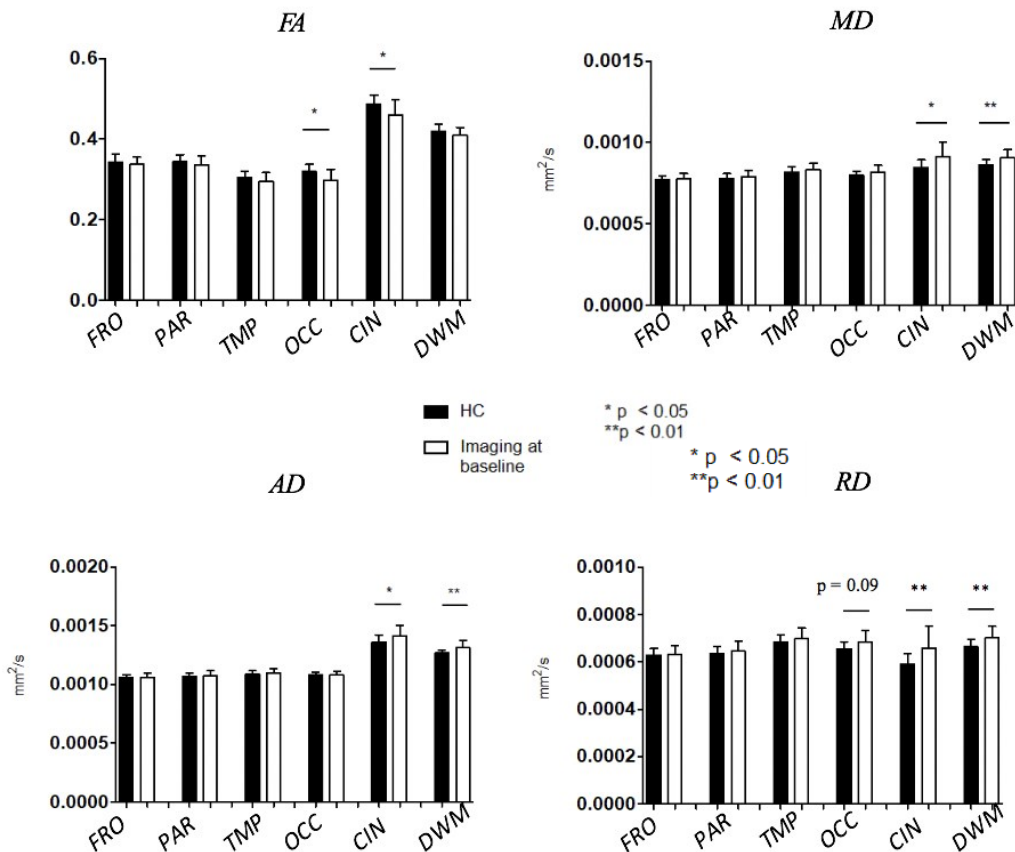 FA
0.6
0.4
0.2
0.0
*
*
FRO
PAR
TMP
OCC
CIN
DWM
MD
mm²/s
0.0015
0.0010
0.0005
0.0000
*
**
FRO
PAR
TMP
OCC
CIN
DWM
HC
Imaging at
baseline
* p < 0.05
**p < 0.01
* p < 0.05
**p < 0.01
AD
mm²/s
0.0020
0.0015
0.0010
0.0005
0.0000
*
**
FRO
PAR
TMP
OCC
CIN
DWM
RD
mm²/s
0.0010
0.0008
0.0006
0.0004
0.0002
0.0000
p = 0.09
**
**
FRO
PAR
TMP
OCC
CIN
DWM